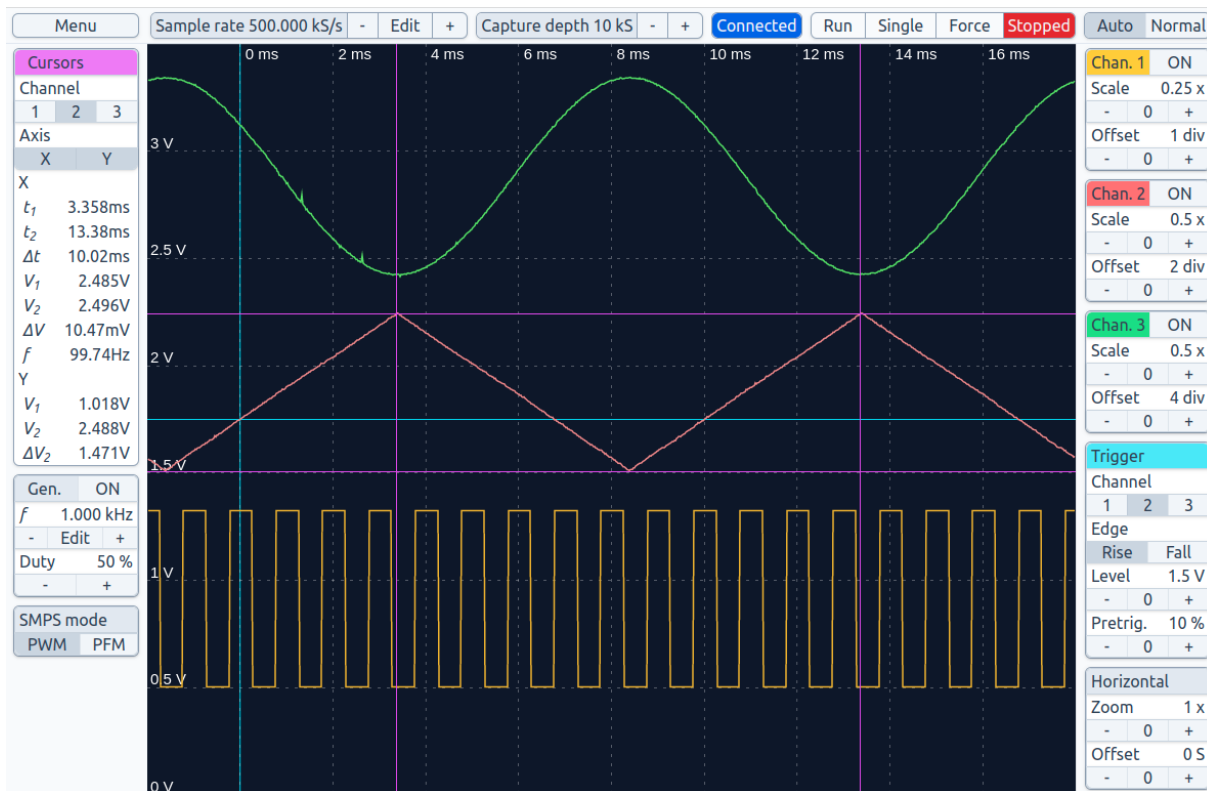 Menu
Sample rate 500.000 kS/s - Edit +
Capture depth 10 kS - +
Connected
Run Single Force Stopped
Auto Normal
Cursors
Channel
1 2 3
Axis
X Y
X
t1 3.358ms
t2 13.38ms
Δt 10.02ms
V1 2.485V
V2 2.496V
ΔV 10.47mV
f 99.74Hz
Y
V1 1.018V
V2 2.488V
ΔV2 1.471V
Gen. ON
f 1.000 kHz
- Edit +
Duty 50 %
- +
SMPS mode
PWM PFM
0 ms 2 ms 4 ms 6 ms 8 ms 10 ms 12 ms 14 ms 16 ms
3 V
2.5 V
2 V
1.5 V
1 V
0.5 V
0 V
Chan. 1 ON
Scale 0.25 x
- 0 +
Offset 1 div
- 0 +
Chan. 2 ON
Scale 0.5 x
- 0 +
Offset 2 div
- 0 +
Chan. 3 ON
Scale 0.5 x
- 0 +
Offset 4 div
- 0 +
Trigger
Channel
1 2 3
Edge
Rise Fall
Level 1.5 V
- 0 +
Pretrig. 10 %
- 0 +
Horizontal
Zoom 1 x
- 0 +
Offset 0 S
- 0 +